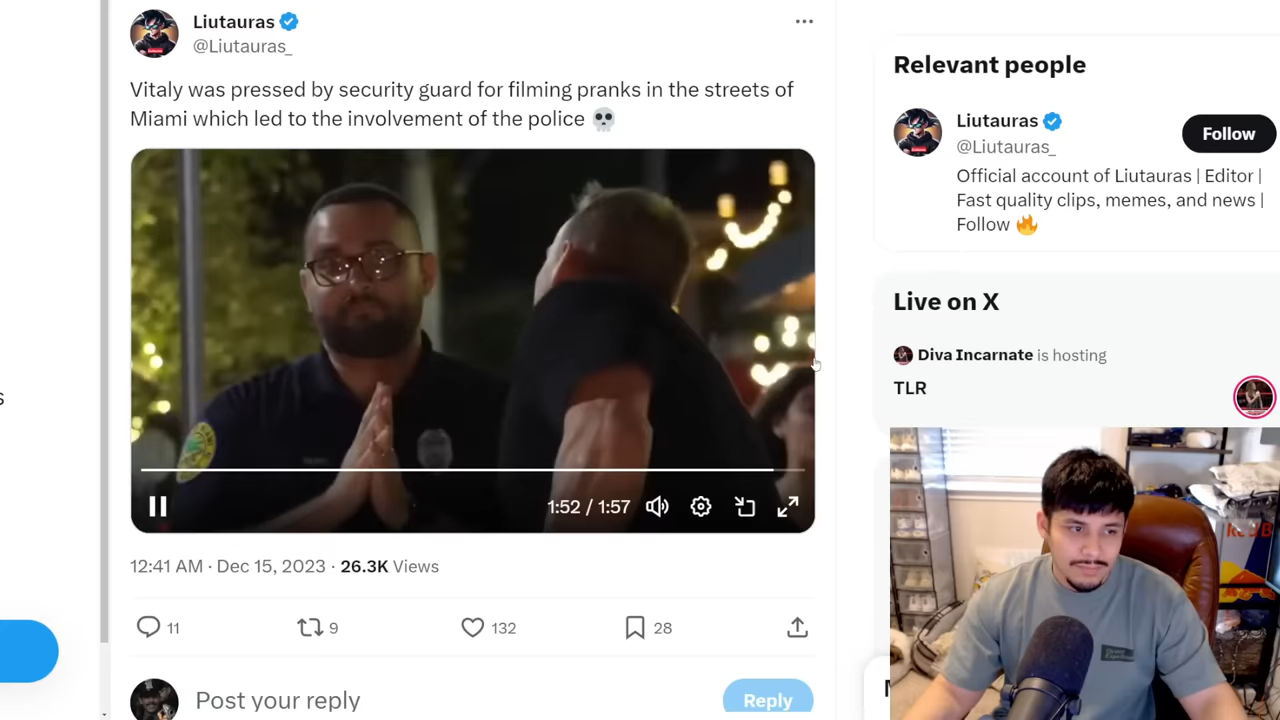 Liutauras
@Liutauras_
Vitaly was pressed by security guard for filming pranks in the streets of
Miami which led to the involvement of the police 💀
1:52 / 1:57
12:41 AM · Dec 15, 2023 · 26.3K Views
11
9
132
28
Post your reply
Reply
Relevant people
Liutauras
@Liutauras_
Follow
Official account of Liutauras | Editor |
Fast quality clips, memes, and news |
Follow 🔥
Live on X
Diva Incarnate is hosting
TLR